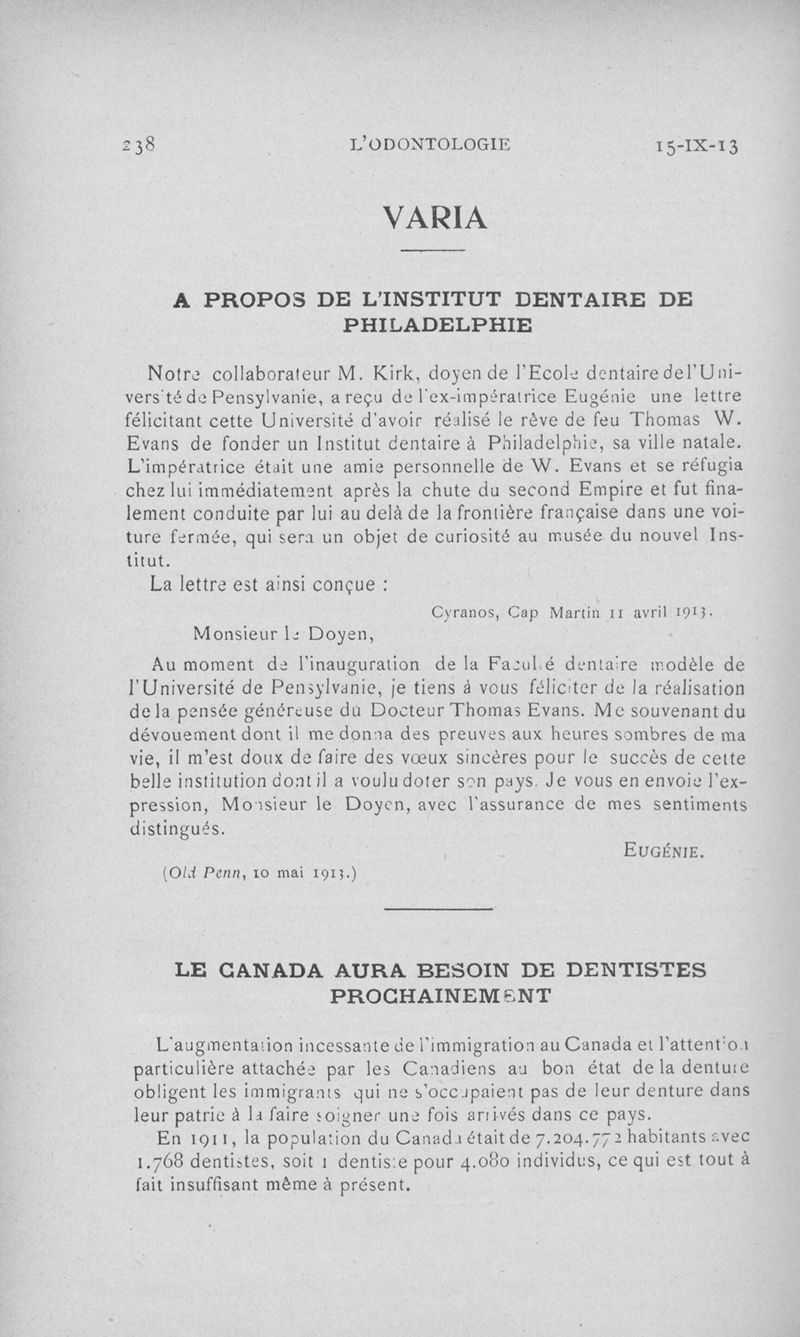 238 L'ODONTOLOGIE 15-IX-13
VARIA
A PROPOS DE L'INSTITUT DENTAIRE DE
PHILADELPHIE
Notre collaborateur M. Kirk, doyen de l'Ecole dentaire de l'Uni-
versité de Pensylvanie, a reçu de l'ex-impératrice Eugénie une lettre
félicitant cette Université d'avoir réalisé le rêve de feu Thomas W.
Evans de fonder un Institut dentaire à Philadelphie, sa ville natale.
L'impératrice était une amie personnelle de W. Evans et se réfugia
chez lui immédiatement après la chute du second Empire et fut fina-
lement conduite par lui au delà de la frontière française dans une voi-
ture fermée, qui sera un objet de curiosité au musée du nouvel Ins-
titut.
La lettre est ainsi conçue :
Cyranos, Cap Martin 11 avril 1913.
Monsieur le Doyen,
Au moment de l'inauguration de la Faculté dentaire modèle de
l'Université de Pensylvanie, je tiens à vous féliciter de la réalisation
de la pensée généreuse du Docteur Thomas Evans. Me souvenant du
dévouement dont il me donna des preuves aux heures sombres de ma
vie, il m'est doux de faire des vœux sincères pour le succès de cette
belle institution dont il a voulu doter son pays. Je vous en envoie l'ex-
pression, Monsieur le Doyen, avec l'assurance de mes sentiments
distingués.
EUGÉNIE.
(Old Penn, 10 mai 1913.)
LE CANADA AURA BESOIN DE DENTISTES
PROCHAINEMENT
L'augmentation incessante de l'immigration au Canada et l'attention
particulière attachée par les Canadiens au bon état de la denture
obligent les immigrants qui ne s'occupaient pas de leur denture dans
leur patrie à la faire soigner une fois arrivés dans ce pays.
En 1911, la population du Canada était de 7.204.772 habitants avec
1.768 dentistes, soit 1 dentiste pour 4.080 individus, ce qui est tout à
fait insuffisant même à présent.